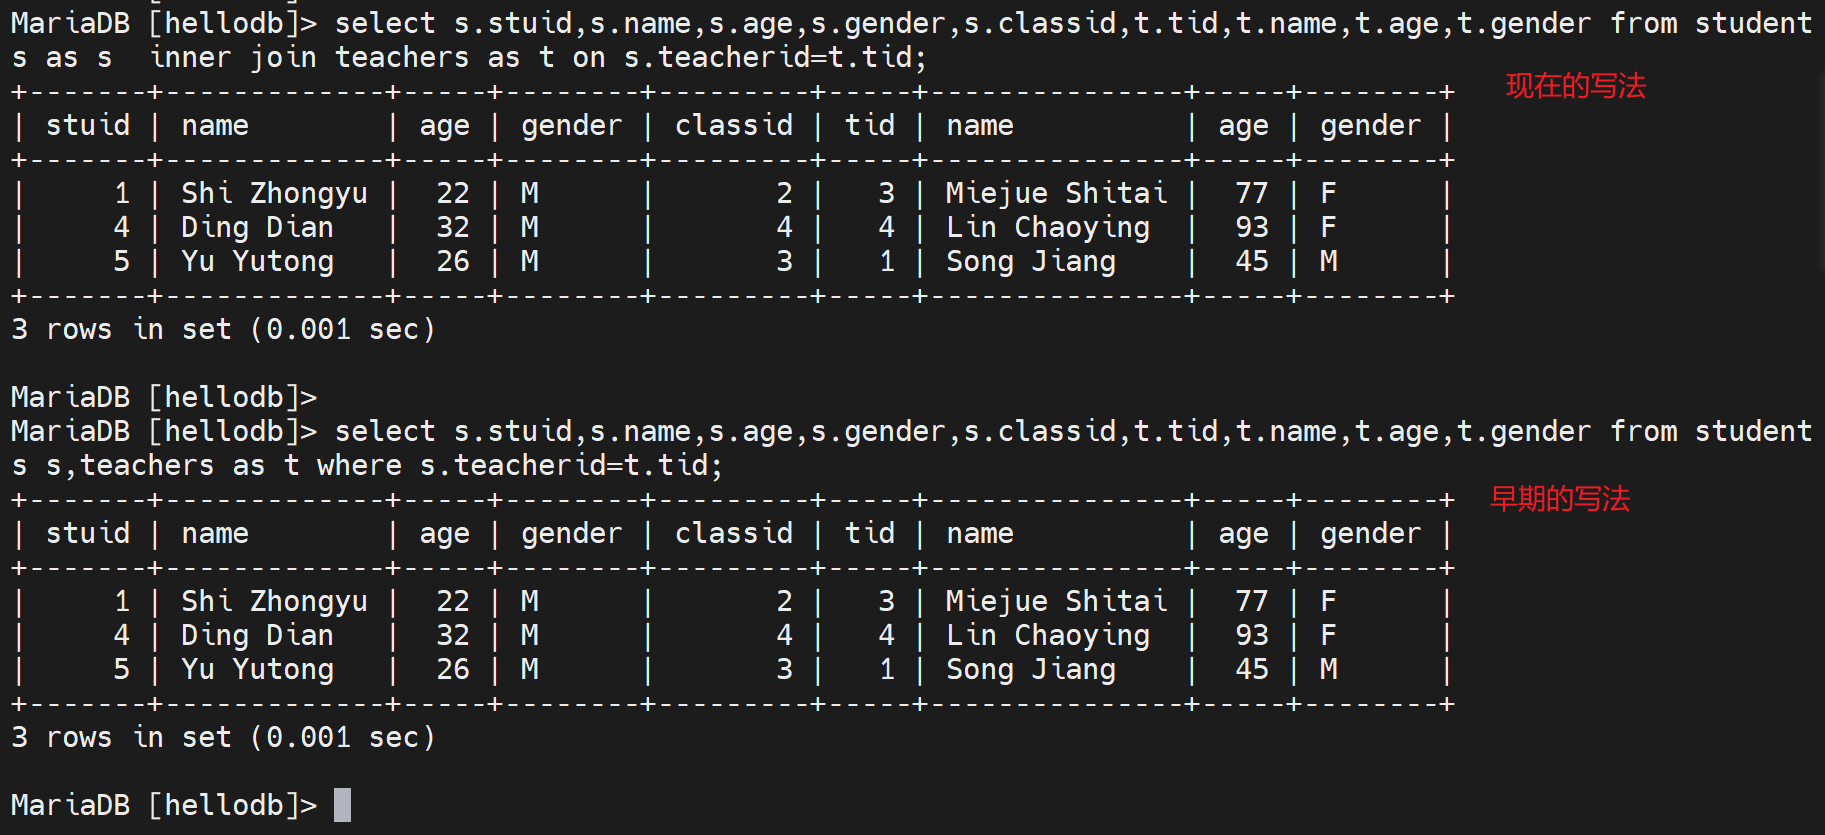 MariaDB [hellodb]> select s.stuid,s.name,s.age,s.gender,s.classid,t.tid,t.name,t.age,t.gender from student
s as s  inner join teachers as t on s.teacherid=t.tid;
+-------+-------------+-----+--------+---------+-----+---------------+-----+--------+ 现在的写法
| stuid | name        | age | gender | classid | tid | name          | age | gender |
+-------+-------------+-----+--------+---------+-----+---------------+-----+--------+
|     1 | Shi Zhongyu |  22 | M      |       2 |   3 | Miejue Shitai |  77 | F      |
|     4 | Ding Dian   |  32 | M      |       4 |   4 | Lin Chaoying  |  93 | F      |
|     5 | Yu Yutong   |  26 | M      |       3 |   1 | Song Jiang    |  45 | M      |
+-------+-------------+-----+--------+---------+-----+---------------+-----+--------+
3 rows in set (0.001 sec)
MariaDB [hellodb]>
MariaDB [hellodb]> select s.stuid,s.name,s.age,s.gender,s.classid,t.tid,t.name,t.age,t.gender from student
s s,teachers as t where s.teacherid=t.tid;
+-------+-------------+-----+--------+---------+-----+---------------+-----+--------+ 早期的写法
| stuid | name        | age | gender | classid | tid | name          | age | gender |
+-------+-------------+-----+--------+---------+-----+---------------+-----+--------+
|     1 | Shi Zhongyu |  22 | M      |       2 |   3 | Miejue Shitai |  77 | F      |
|     4 | Ding Dian   |  32 | M      |       4 |   4 | Lin Chaoying  |  93 | F      |
|     5 | Yu Yutong   |  26 | M      |       3 |   1 | Song Jiang    |  45 | M      |
+-------+-------------+-----+--------+---------+-----+---------------+-----+--------+
3 rows in set (0.001 sec)
MariaDB [hellodb]>